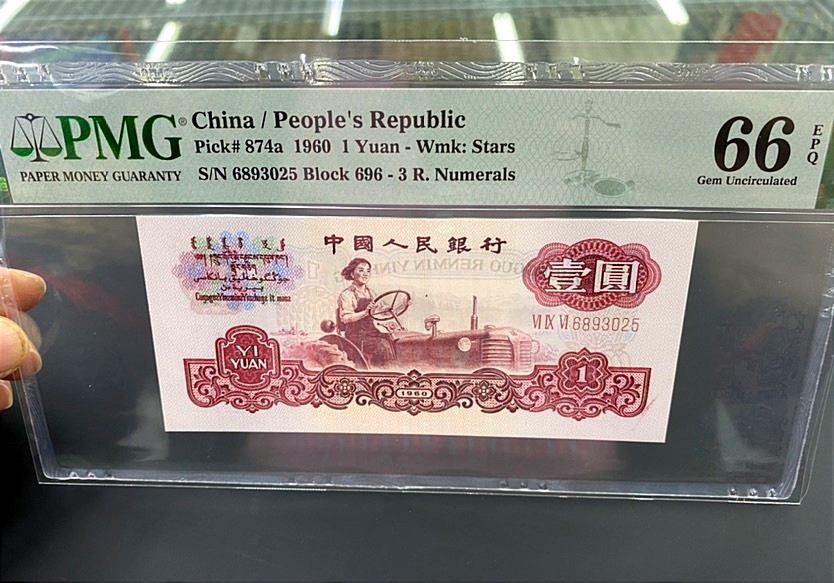 PMG®
PAPER MONEY GUARANTY
China / People's Republic
Pick# 874a 1960 1 Yuan - Wmk: Stars
S/N 6893025 Block 696 - 3 R. Numerals
66
EPQ
Gem Uncirculated
中國人民銀行
壹圓
VI IX VI 6893025
YI
YUAN
1960
1